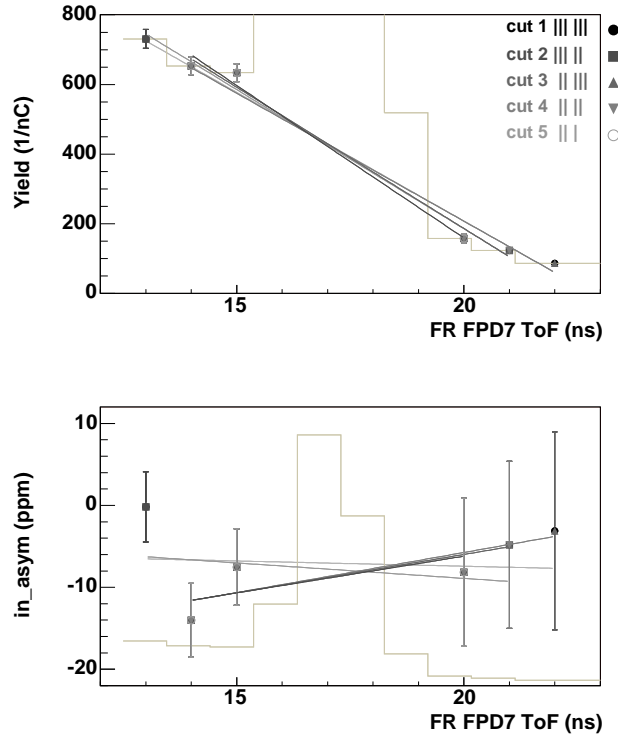 800
600
400
200
0
Yield (1/nC)
15
20
FR FPD7 ToF (ns)
cut 1 ||| |||
cut 2 ||| ||
cut 3 || |||
cut 4 || ||
cut 5 || |
10
0
-10
-20
in_asym (ppm)
15
20
FR FPD7 ToF (ns)